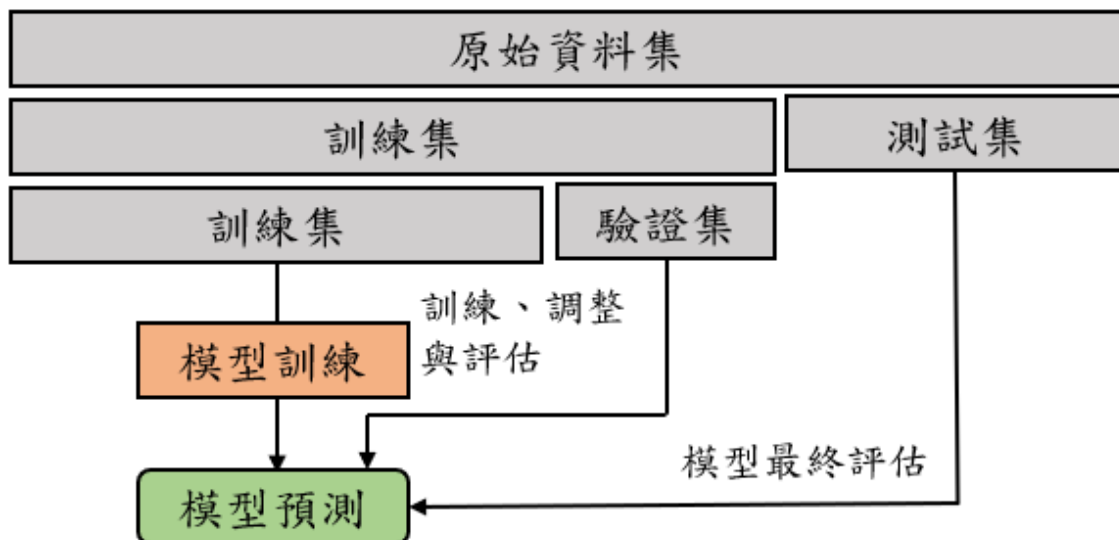 原始資料集
訓練集
測試集
訓練集
驗證集
訓練、調整
與評估
模型訓練
模型最終評估
模型預測